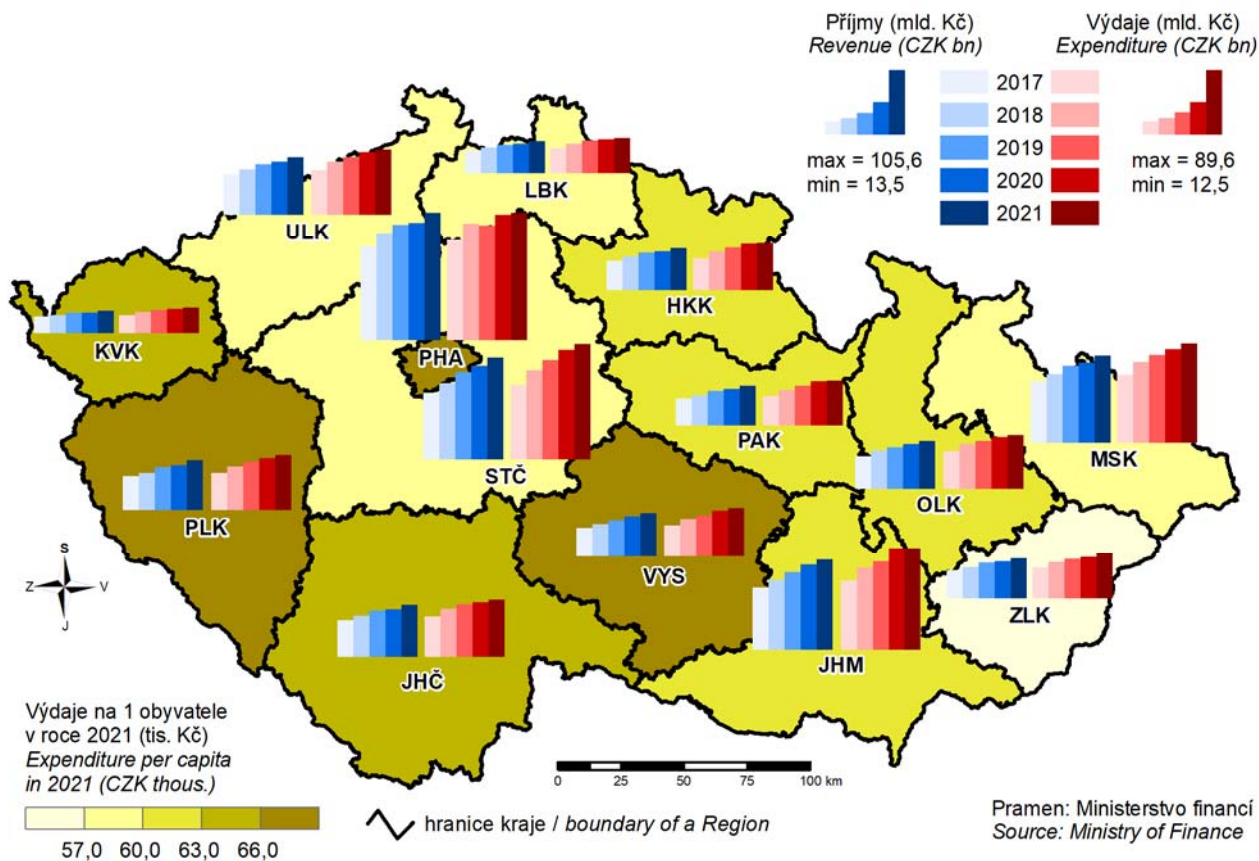 Příjmy (mld. Kč)
Revenue (CZK bn)
Výdaje (mld. Kč)
Expenditure (CZK bn)
2017
2018
2019
2020
2021
max = 105,6
min = 13,5
max = 89,6
min = 12,5
LBK
ULK
HKK
KVK
PHA
PAK
MSK
STČ
OLK
PLK
VYS
ZLK
JHM
JHČ
S
Z
V
J
Výdaje na 1 obyvatele
v roce 2021 (tis. Kč)
Expenditure per capita
in 2021 (CZK thous.)
57,0 60,0 63,0 66,0
hranice kraje / boundary of a Region
0 25 50 75 100 km
Pramen: Ministerstvo financí
Source: Ministry of Finance